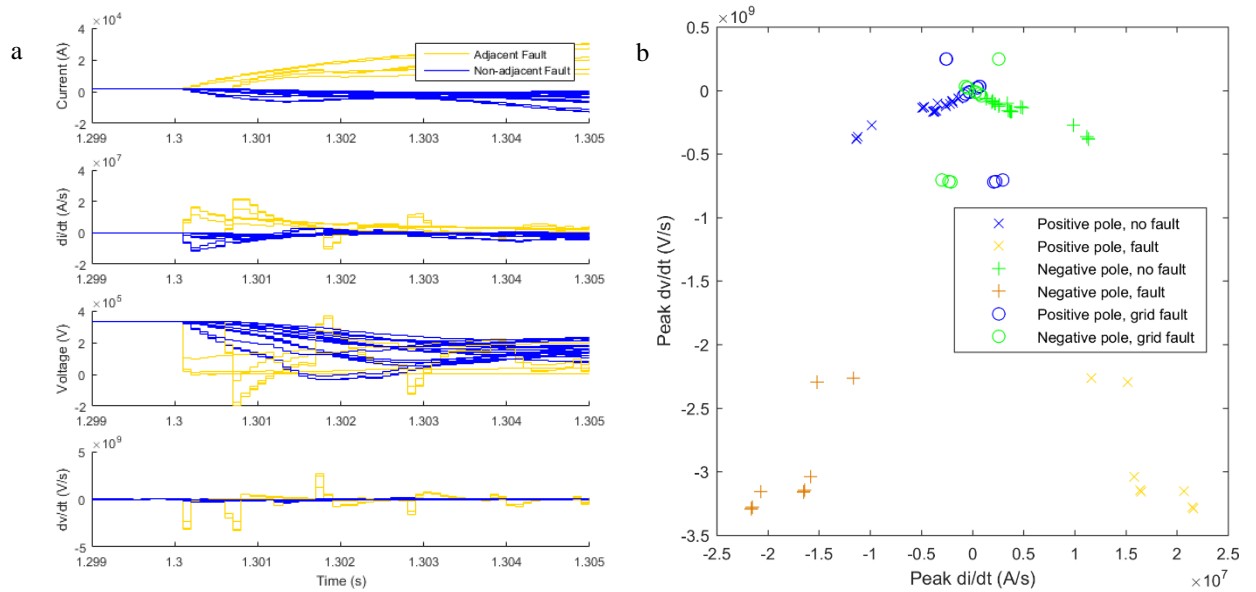 a
×10⁴
4
2
0
-2
Current (A)
Adjacent Fault
Non-adjacent Fault
1.299 1.3 1.301 1.302 1.303 1.304 1.305
×10⁷
4
2
0
-2
di/dt (A/s)
1.299 1.3 1.301 1.302 1.303 1.304 1.305
×10⁵
4
2
0
-2
Voltage (V)
1.299 1.3 1.301 1.302 1.303 1.304 1.305
×10⁹
5
0
-5
dv/dt (V/s)
1.299 1.3 1.301 1.302 1.303 1.304 1.305
Time (s)
b
×10⁹
0.5
0
-0.5
-1
-1.5
-2
-2.5
-3
-3.5
Peak dv/dt (V/s)
Positive pole, no fault
Positive pole, fault
Negative pole, no fault
Negative pole, fault
Positive pole, grid fault
Negative pole, grid fault
-2.5 -2 -1.5 -1 -0.5 0 0.5 1 1.5 2 2.5
Peak di/dt (A/s)
×10⁷